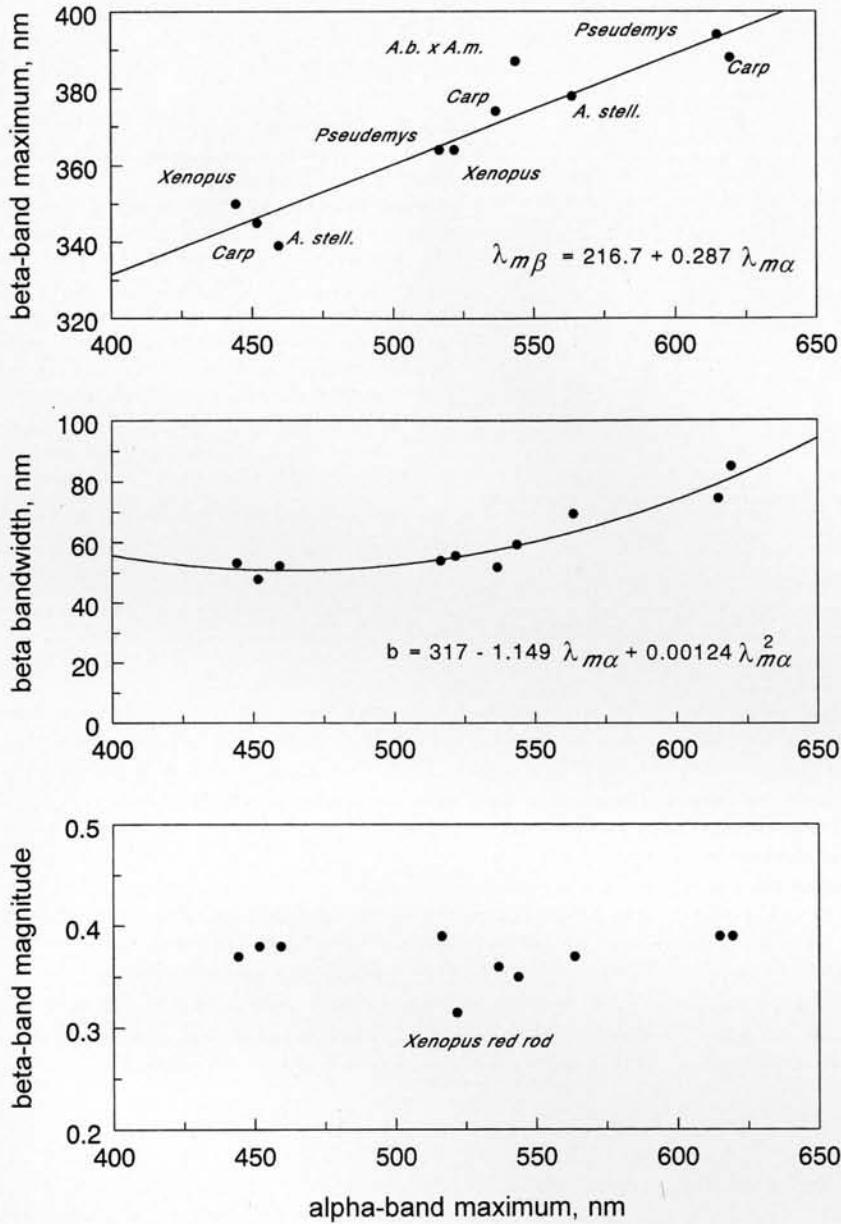 beta-band maximum, nm
400
380
360
340
320
Pseudemys
A.b. x A.m.
Carp
Carp
A. stell.
Pseudemys
Xenopus
Xenopus
Carp
A. stell.
λmβ = 216.7 + 0.287 λmα
400 450 500 550 600 650
beta bandwidth, nm
100
80
60
40
20
0
b = 317 - 1.149 λmα + 0.00124 λmα²
400 450 500 550 600 650
beta-band magnitude
0.5
0.4
0.3
0.2
Xenopus red rod
400 450 500 550 600 650
alpha-band maximum, nm